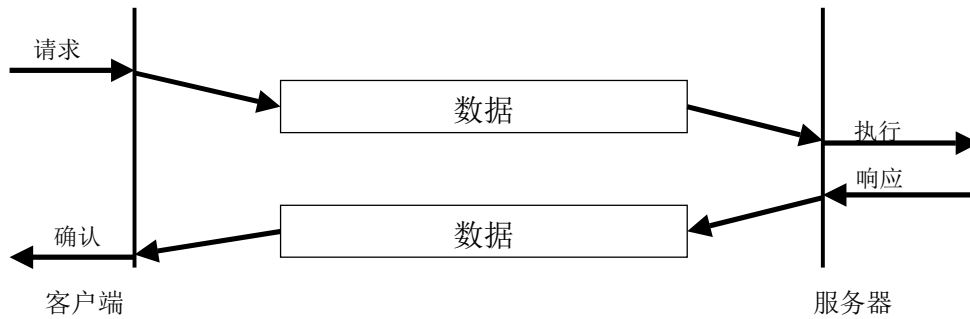 请求
数据
执行
响应
数据
确认
客户端
服务器